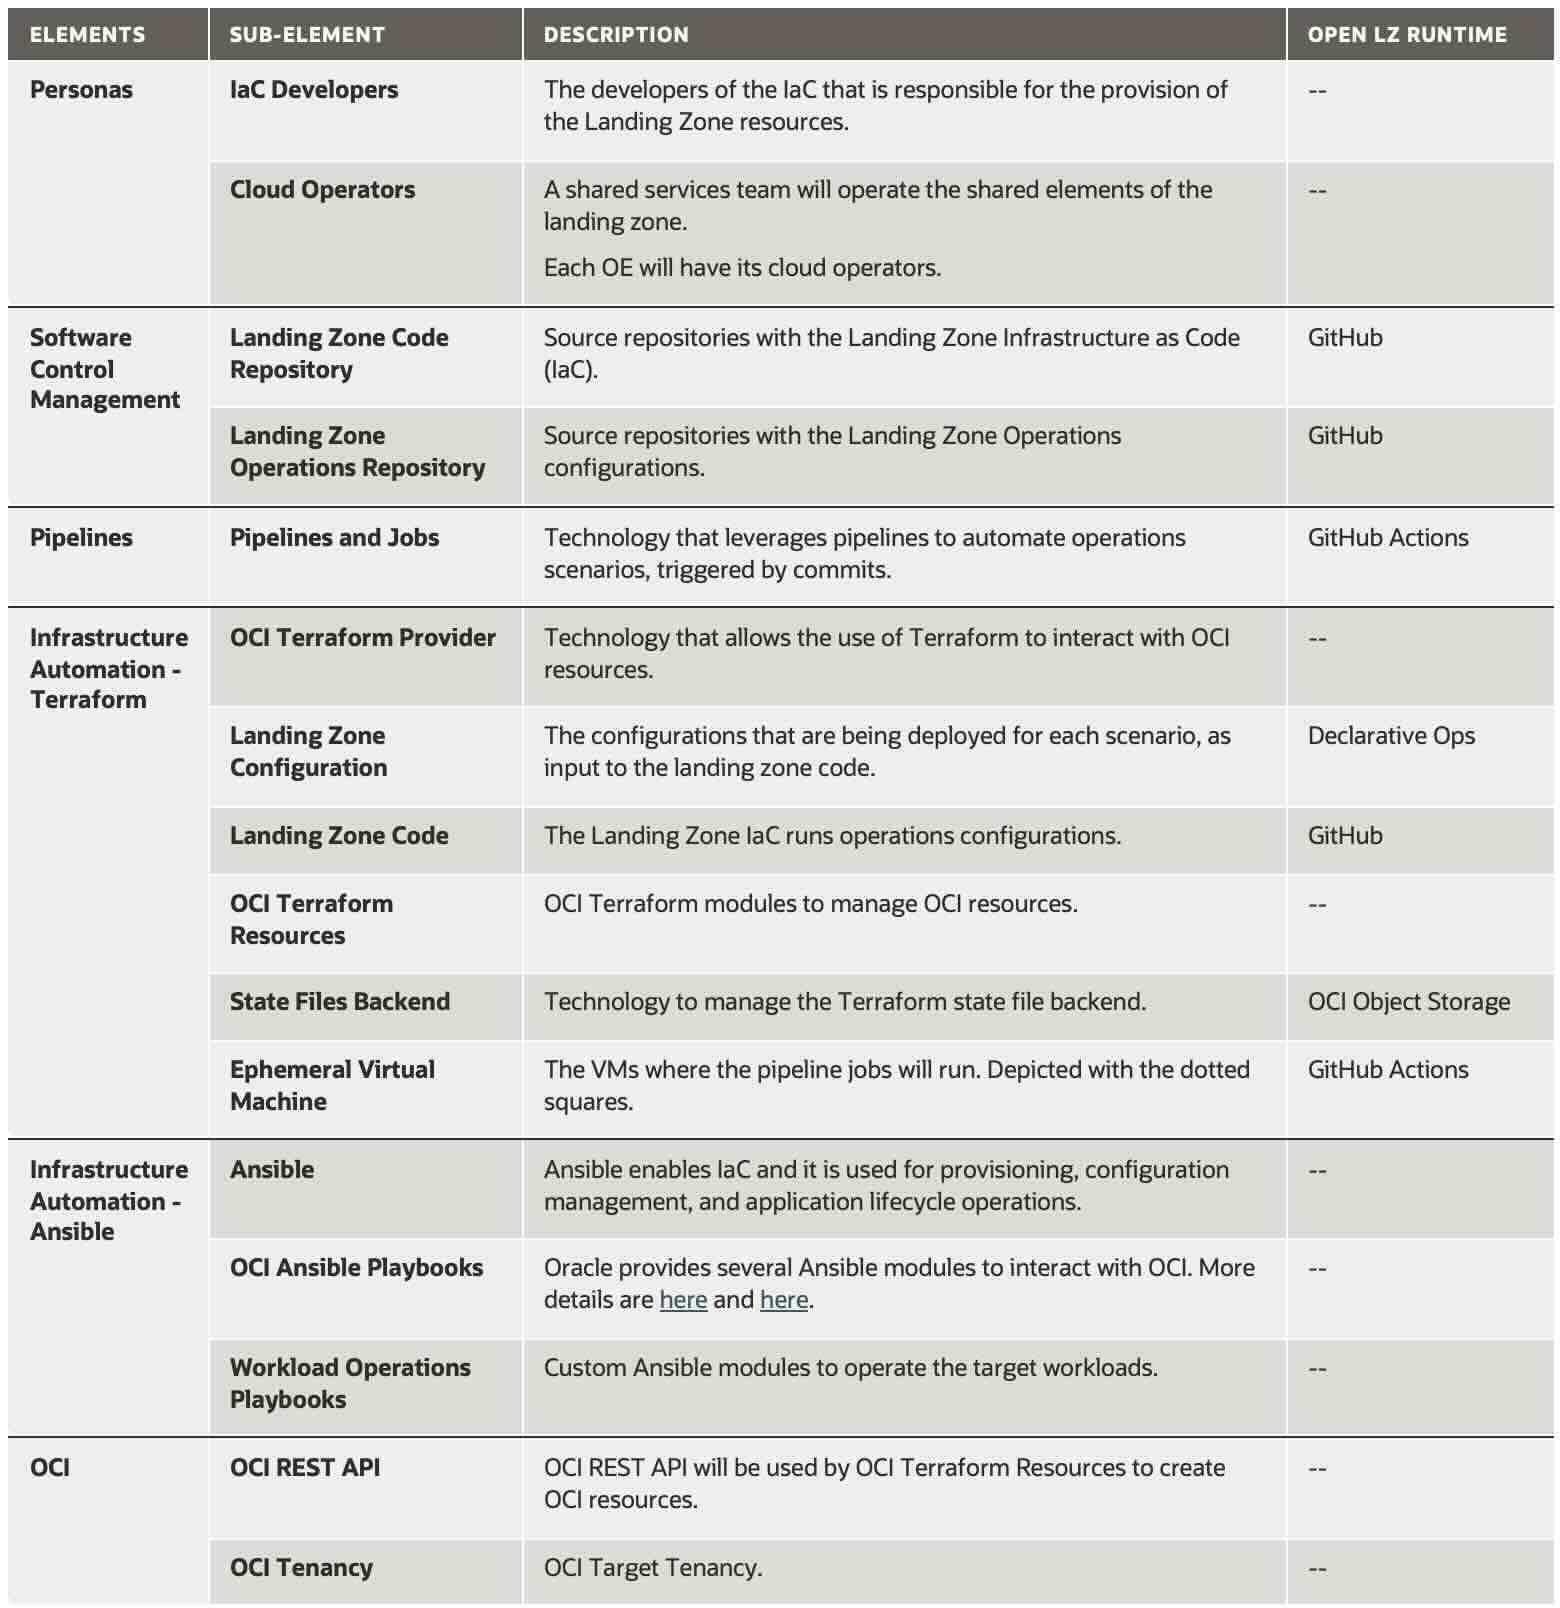 ELEMENTS SUB-ELEMENT DESCRIPTION OPEN LZ RUNTIME
Personas IaC Developers The developers of the IaC that is responsible for the provision of --
the Landing Zone resources.
Cloud Operators A shared services team will operate the shared elements of the --
landing zone.
Each OE will have its cloud operators.
Software Landing Zone Code Source repositories with the Landing Zone Infrastructure as Code GitHub
Control Repository (IaC).
Management
Landing Zone Source repositories with the Landing Zone Operations GitHub
Operations Repository configurations.
Pipelines Pipelines and Jobs Technology that leverages pipelines to automate operations GitHub Actions
scenarios, triggered by commits.
Infrastructure OCI Terraform Provider Technology that allows the use of Terraform to interact with OCI --
Automation - resources.
Terraform
Landing Zone The configurations that are being deployed for each scenario, as Declarative Ops
Configuration input to the landing zone code.
Landing Zone Code The Landing Zone IaC runs operations configurations. GitHub
OCI Terraform OCI Terraform modules to manage OCI resources. --
Resources
State Files Backend Technology to manage the Terraform state file backend. OCI Object Storage
Ephemeral Virtual The VMs where the pipeline jobs will run. Depicted with the dotted GitHub Actions
Machine squares.
Infrastructure Ansible Ansible enables IaC and it is used for provisioning, configuration --
Automation - management, and application lifecycle operations.
Ansible
OCI Ansible Playbooks Oracle provides several Ansible modules to interact with OCI. More --
details are here and here.
Workload Operations Custom Ansible modules to operate the target workloads. --
Playbooks
OCI OCI REST API OCI REST API will be used by OCI Terraform Resources to create --
OCI resources.
OCI Tenancy OCI Target Tenancy. --